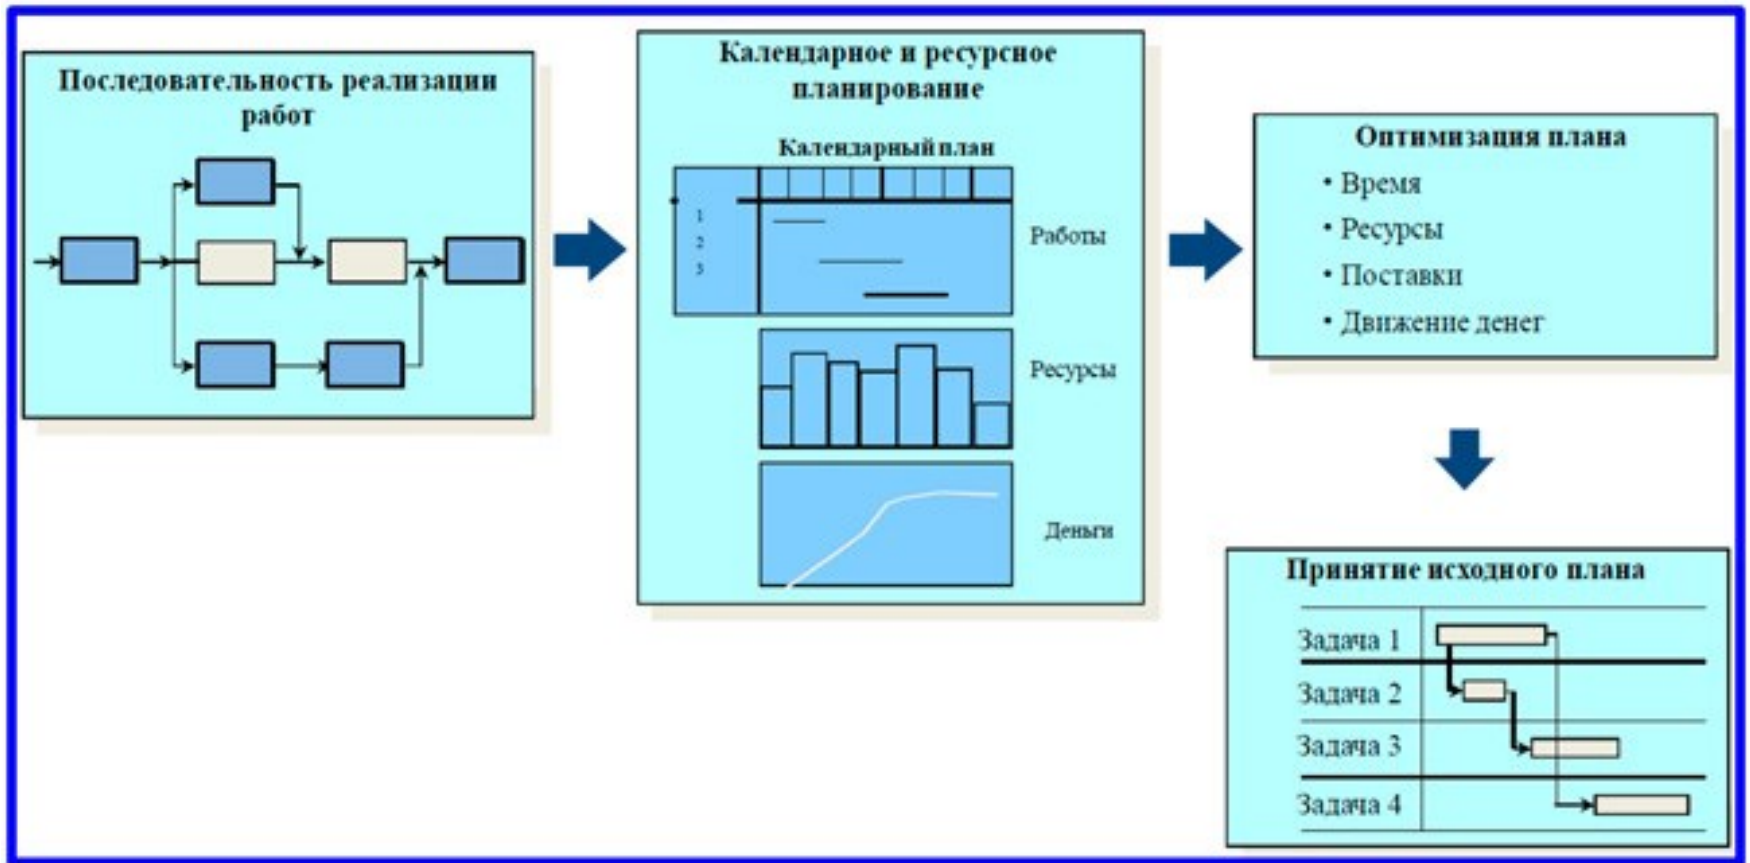 Последовательность реализации
работ
Календарное и ресурсное
планирование
Календарный план
1
2
3
Работы
Ресурсы
Деньги
Оптимизация плана
• Время
• Ресурсы
• Поставки
• Движение денег
Принятие исходного плана
Задача 1
Задача 2
Задача 3
Задача 4